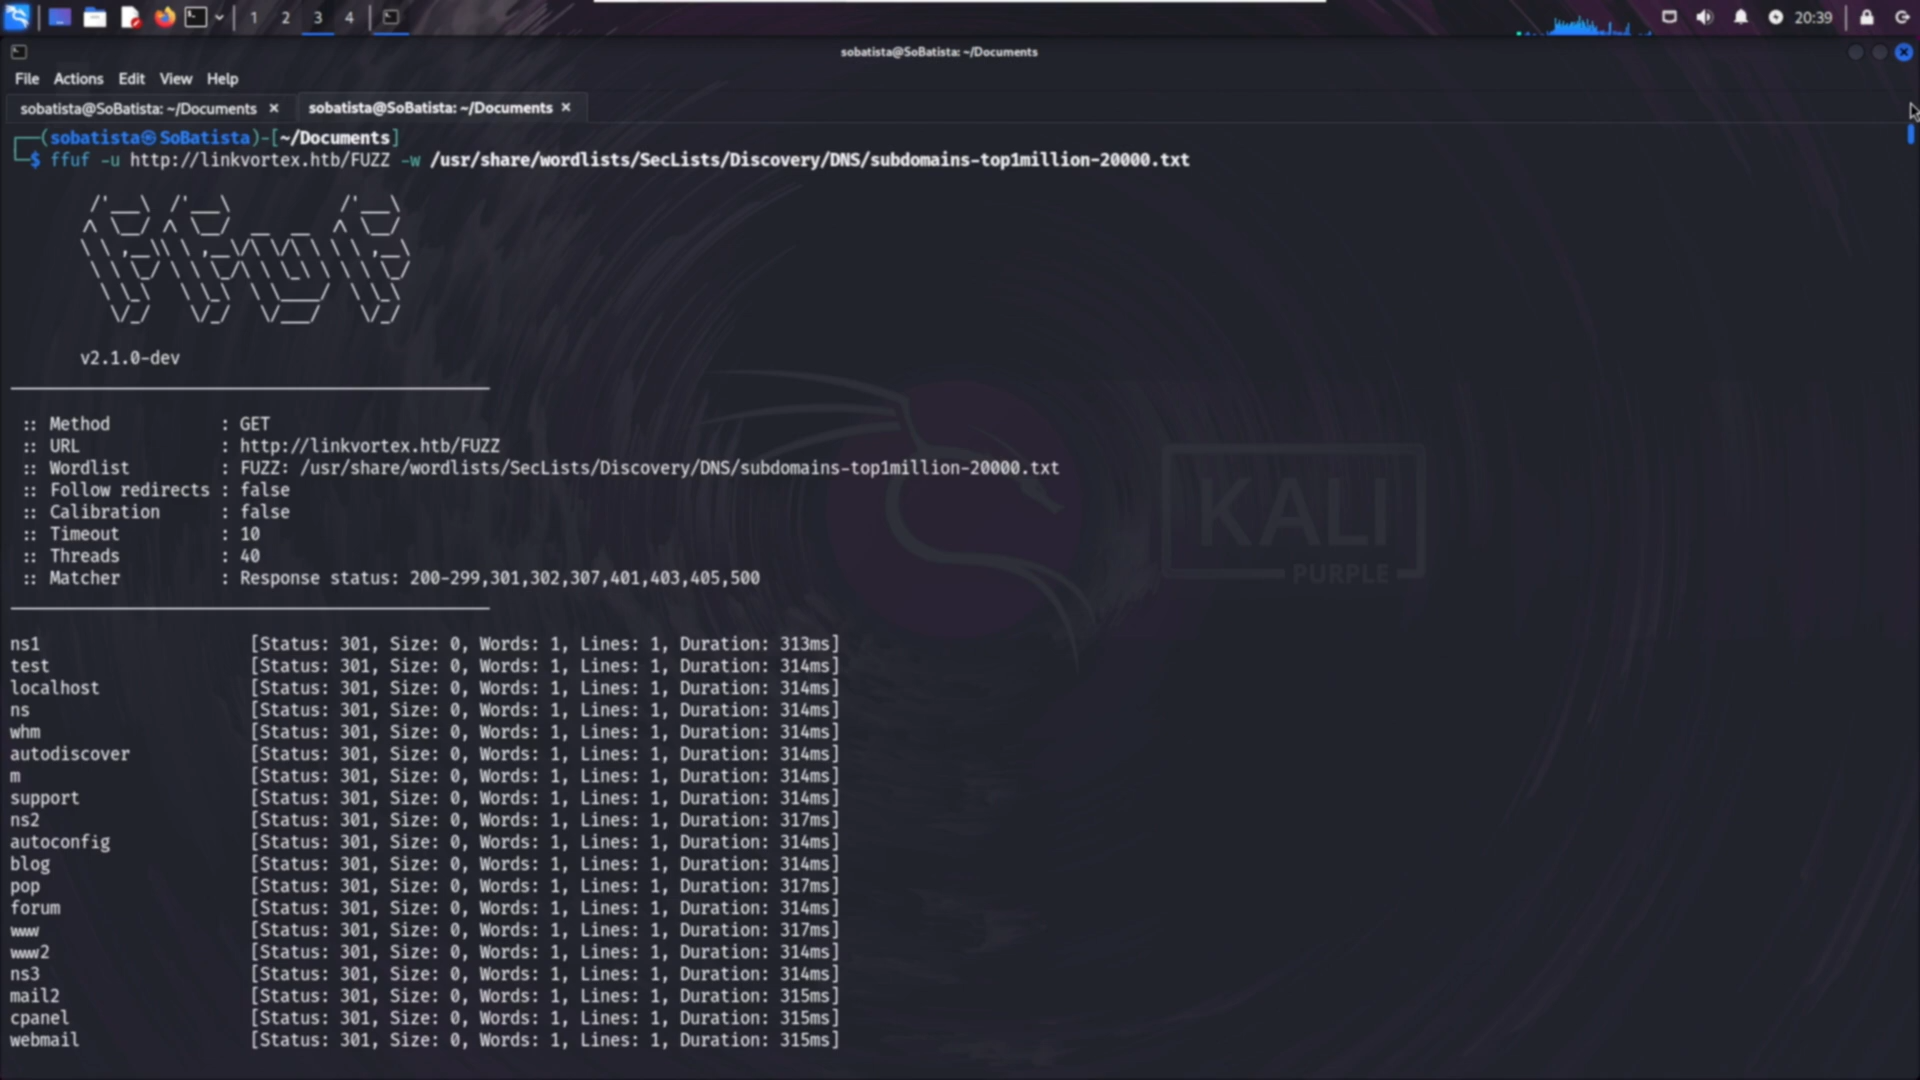 1 2 3 4 20:39
sobatista@SoBatista: ~/Documents
File Actions Edit View Help
sobatista@SoBatista: ~/Documents × sobatista@SoBatista: ~/Documents ×
┌──(sobatista㉿SoBatista)-[~/Documents]
└─$ ffuf -u http://linkvortex.htb/FUZZ -w /usr/share/wordlists/SecLists/Discovery/DNS/subdomains-top1million-20000.txt
v2.1.0-dev
:: Method : GET
:: URL : http://linkvortex.htb/FUZZ
:: Wordlist : FUZZ: /usr/share/wordlists/SecLists/Discovery/DNS/subdomains-top1million-20000.txt
:: Follow redirects : false
:: Calibration : false
:: Timeout : 10
:: Threads : 40
:: Matcher : Response status: 200-299,301,302,307,401,403,405,500
KALI
PURPLE
ns1 [Status: 301, Size: 0, Words: 1, Lines: 1, Duration: 313ms]
test [Status: 301, Size: 0, Words: 1, Lines: 1, Duration: 314ms]
localhost [Status: 301, Size: 0, Words: 1, Lines: 1, Duration: 314ms]
ns [Status: 301, Size: 0, Words: 1, Lines: 1, Duration: 314ms]
whm [Status: 301, Size: 0, Words: 1, Lines: 1, Duration: 314ms]
autodiscover [Status: 301, Size: 0, Words: 1, Lines: 1, Duration: 314ms]
m [Status: 301, Size: 0, Words: 1, Lines: 1, Duration: 314ms]
support [Status: 301, Size: 0, Words: 1, Lines: 1, Duration: 314ms]
ns2 [Status: 301, Size: 0, Words: 1, Lines: 1, Duration: 317ms]
autoconfig [Status: 301, Size: 0, Words: 1, Lines: 1, Duration: 314ms]
blog [Status: 301, Size: 0, Words: 1, Lines: 1, Duration: 314ms]
pop [Status: 301, Size: 0, Words: 1, Lines: 1, Duration: 317ms]
forum [Status: 301, Size: 0, Words: 1, Lines: 1, Duration: 314ms]
www [Status: 301, Size: 0, Words: 1, Lines: 1, Duration: 317ms]
www2 [Status: 301, Size: 0, Words: 1, Lines: 1, Duration: 314ms]
ns3 [Status: 301, Size: 0, Words: 1, Lines: 1, Duration: 314ms]
mail2 [Status: 301, Size: 0, Words: 1, Lines: 1, Duration: 315ms]
cpanel [Status: 301, Size: 0, Words: 1, Lines: 1, Duration: 315ms]
webmail [Status: 301, Size: 0, Words: 1, Lines: 1, Duration: 315ms]